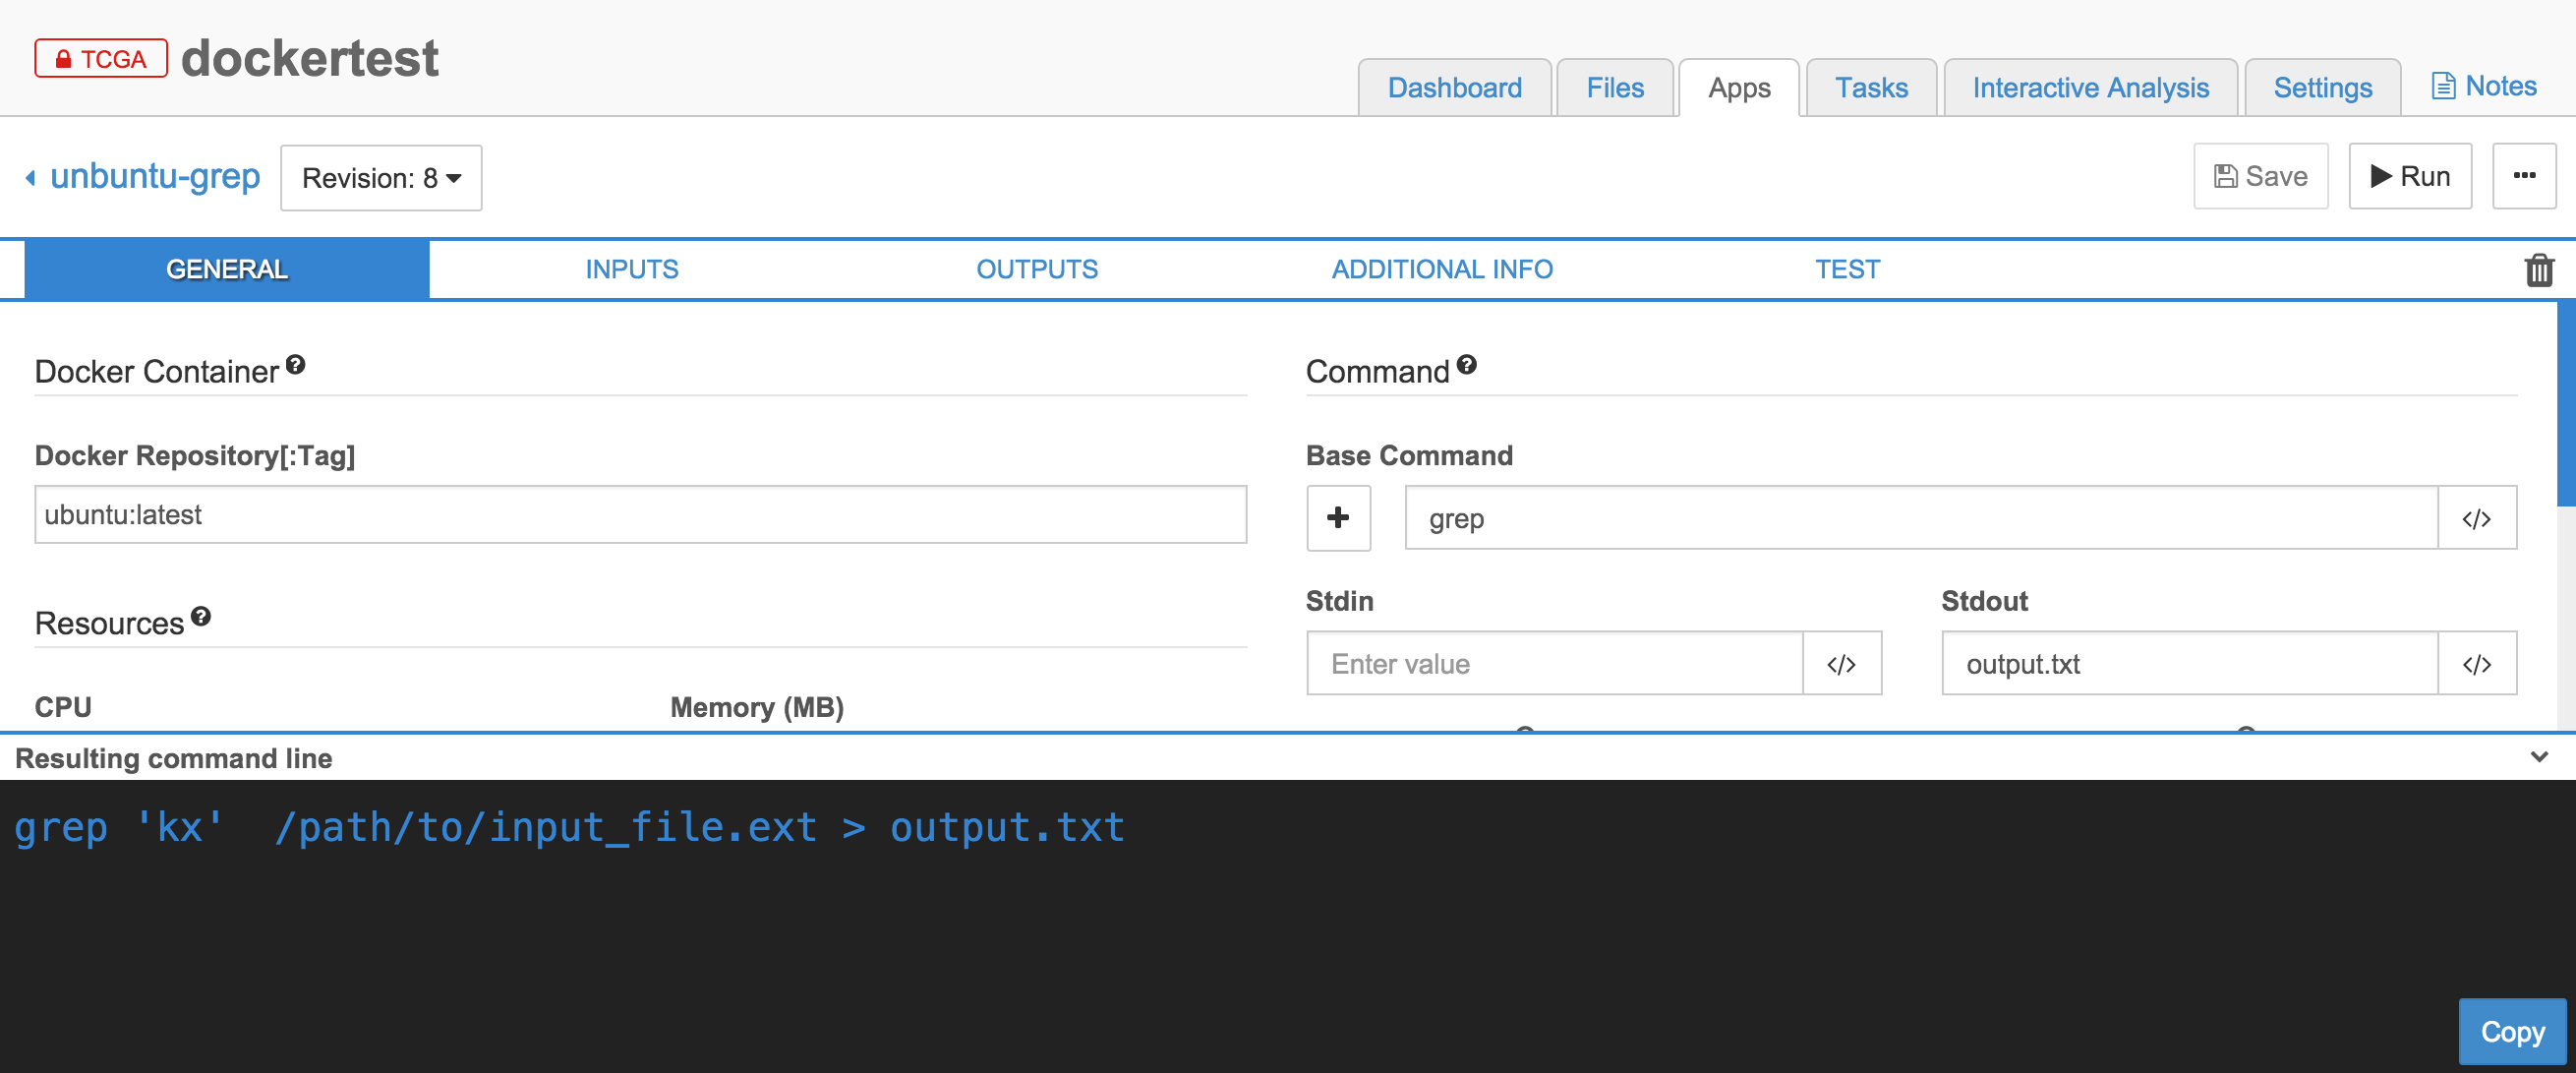 TCGA dockertest
Dashboard Files Apps Tasks Interactive Analysis Settings Notes
unbuntu-grep Revision: 8 Save Run ...
GENERAL INPUTS OUTPUTS ADDITIONAL INFO TEST
Docker Container ? Command ?
Docker Repository[:Tag] Base Command
ubuntu:latest + grep </>
Resources ? Stdin Stdout
Enter value </> output.txt </>
CPU Memory (MB)
Resulting command line
grep 'kx'  /path/to/input_file.ext > output.txt
Copy